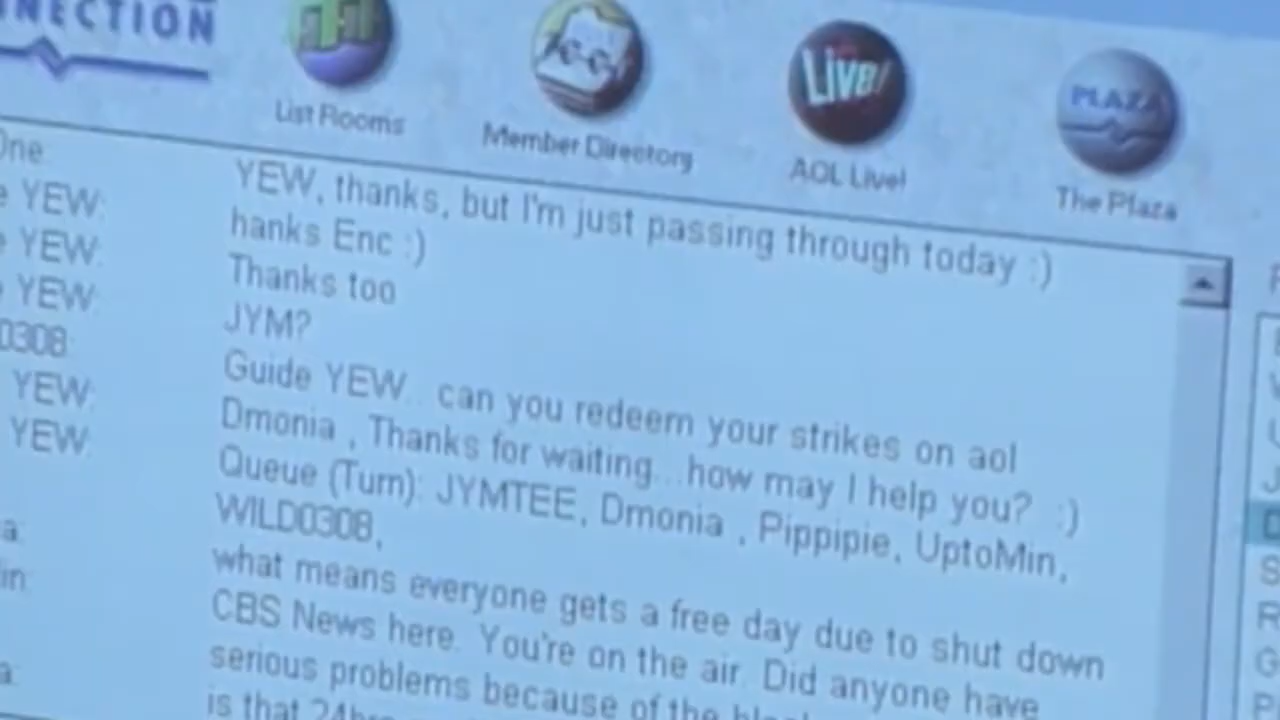 NECTION
LIVE!
PLAZA
List Rooms
Member Directory
AOL Live!
The Plaza
One
YEW, thanks, but I'm just passing through today :)
e YEW:
hanks Enc :)
e YEW:
Thanks too
YEW:
JYM?
0308:
Guide YEW.. can you redeem your strikes on aol
YEW:
Dmonia , Thanks for waiting...how may I help you? :)
YEW:
Queue (Turn): JYMTEE, Dmonia , Pippipie, UptoMin,
WILD0308,
a:
what means everyone gets a free day due to shut down
in:
CBS News here. You're on the air. Did anyone have
serious problems because of the
a:
is that